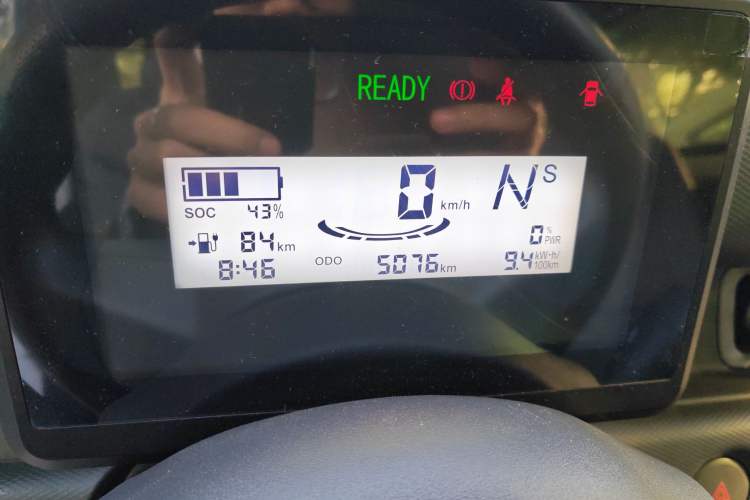 READY
0 km/h N S
SOC 43%
84 km 0 % PWR
8:46 ODO 5076 km 9.4 kW·h/100km